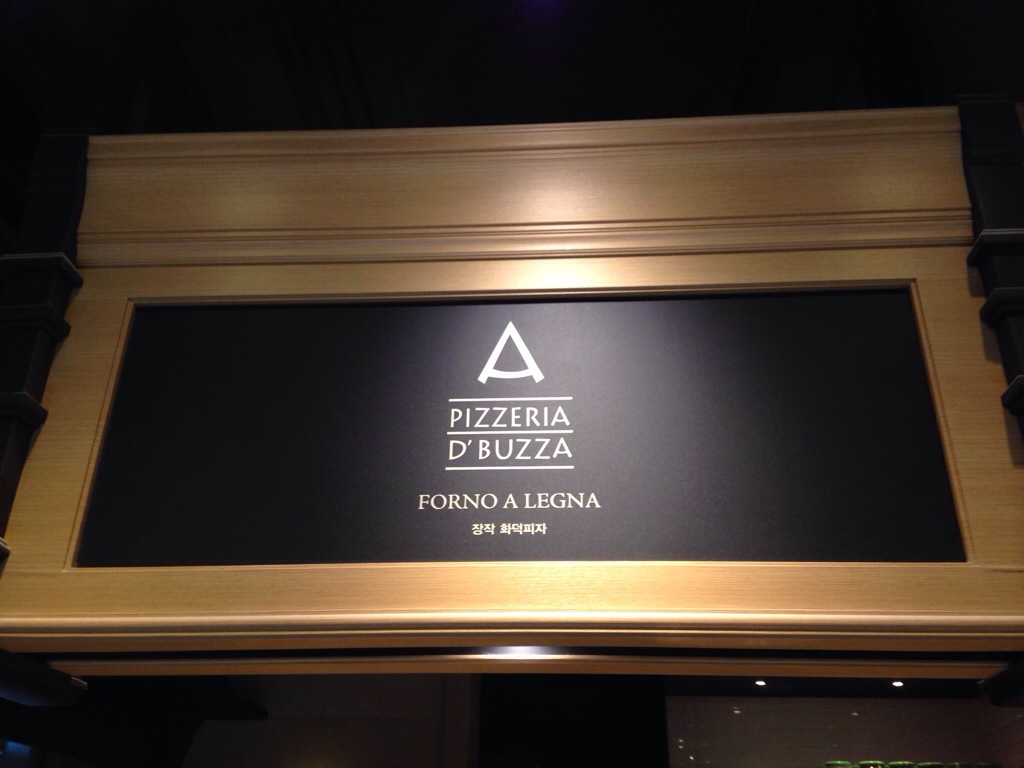 A
PIZZERIA
D'BUZZA
FORNO A LEGNA
장작 화덕피자